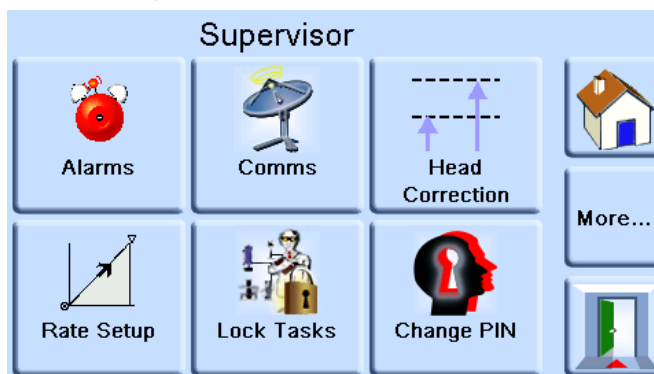 Supervisor
Alarms
Comms
Head
Correction
More...
Rate Setup
Lock Tasks
Change PIN